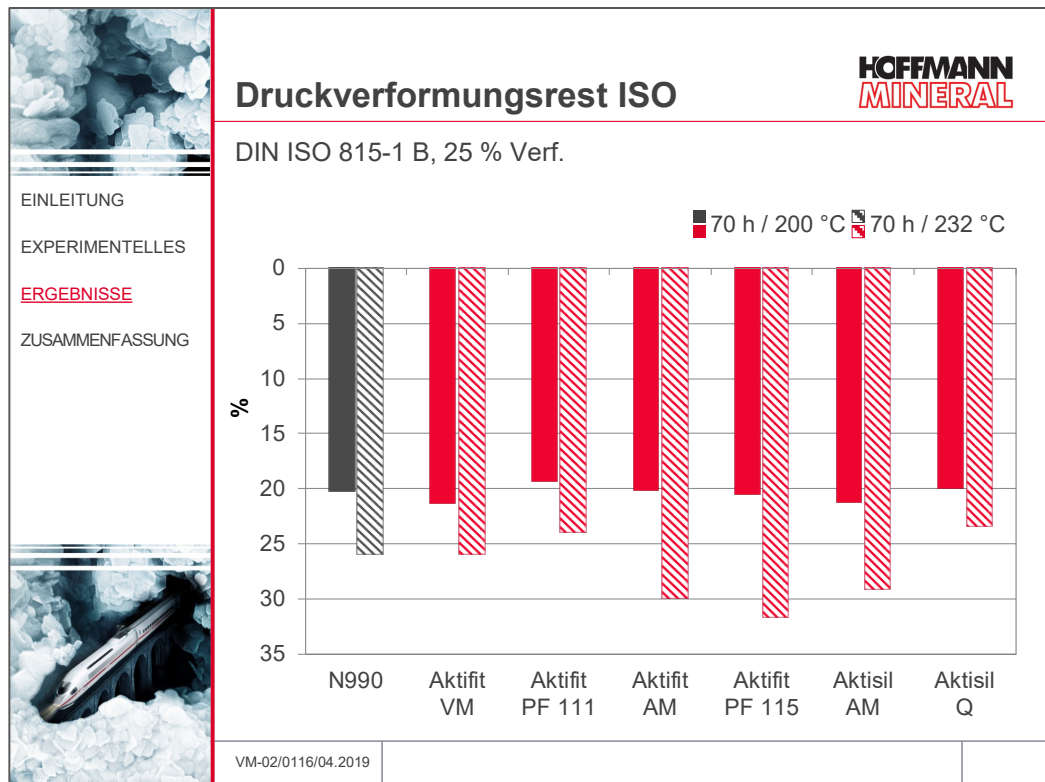 Druckverformungsrest ISO
HOFFMANN
MINERAL
DIN ISO 815-1 B, 25 % Verf.
EINLEITUNG
EXPERIMENTELLES
ERGEBNISSE
ZUSAMMENFASSUNG
70 h / 200 °C 70 h / 232 °C
0
5
10
15
20
25
30
35
%
N990
Aktifit
VM
Aktifit
PF 111
Aktifit
AM
Aktifit
PF 115
Aktisil
AM
Aktisil
Q
VM-02/0116/04.2019